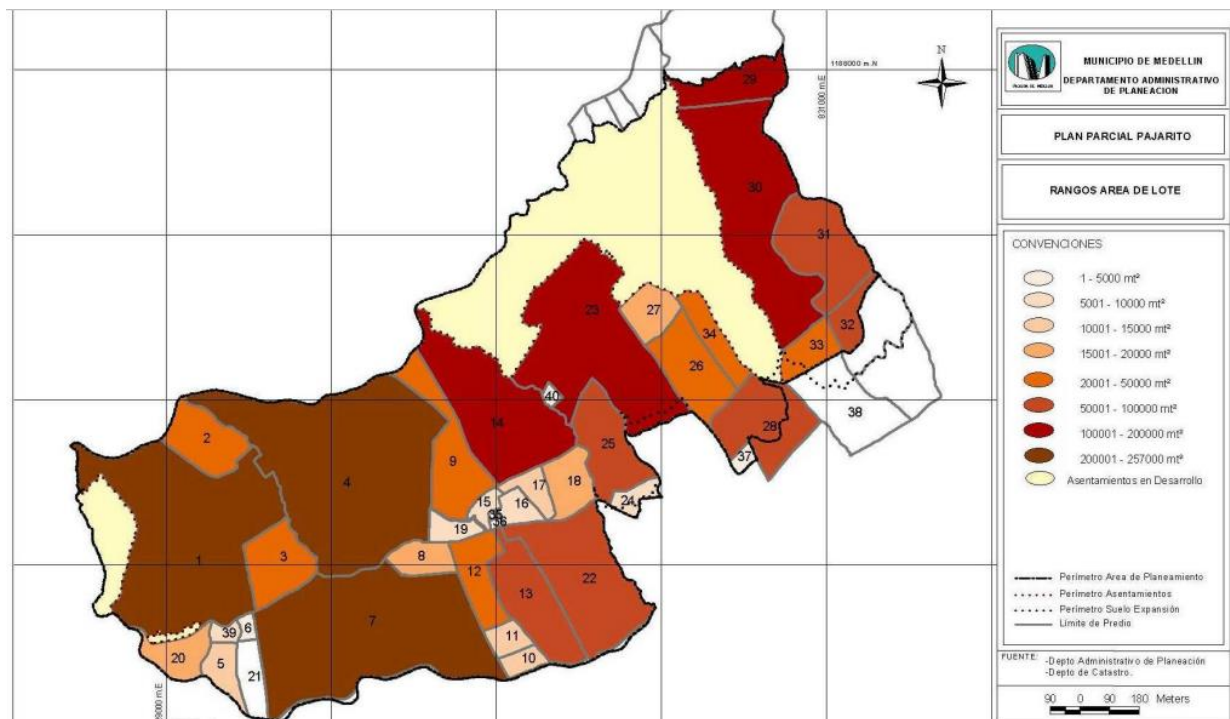 29
1186000 m.N
831000 m.E
N
30
31
23
27
34
32
33
26
40
14
38
28
25
37
2
9
4
17
18
24
15
16
35
36
19
8
3
1
12
22
13
7
39
6
11
20
5
10
21
MUNICIPIO DE MEDELLIN
DEPARTAMENTO ADMINISTRATIVO
DE PLANEACION
PLAN PARCIAL PAJARITO
RANGOS AREA DE LOTE
CONVENCIONES
1 - 5000 mt²
5001 - 10000 mt²
10001 - 15000 mt²
15001 - 20000 mt²
20001 - 50000 mt²
50001 - 100000 mt²
100001 - 200000 mt²
200001 - 257000 mt²
Asentamientos en Desarrollo
Perímetro Area de Planeamiento
Perímetro Asentamientos
Perímetro Suelo Expansión
Límite de Predio
FUENTE: -Depto Administrativo de Planeación
-Depto de Catastro.
90 0 90 180 Meters